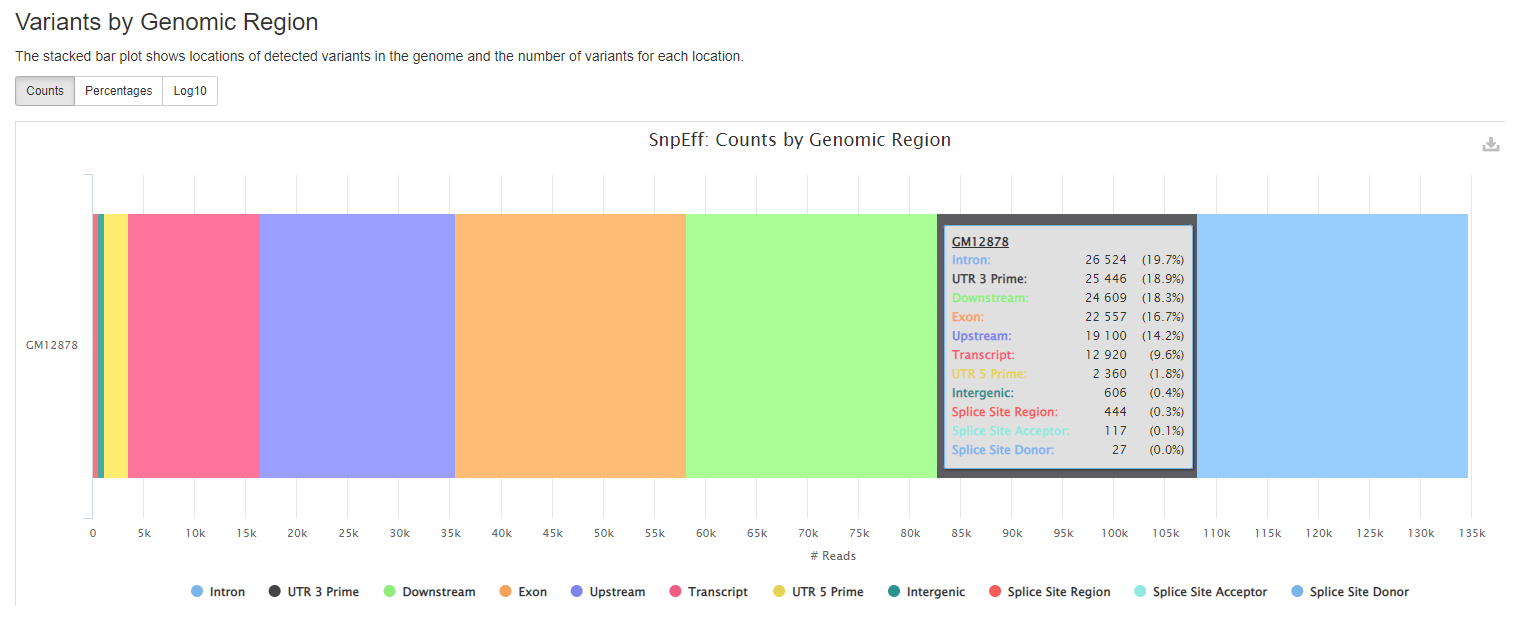 Variants by Genomic Region
The stacked bar plot shows locations of detected variants in the genome and the number of variants for each location.
Counts Percentages Log10
SnpEff: Counts by Genomic Region
GM12878
GM12878
Intron: 26 524 (19.7%)
UTR 3 Prime: 25 446 (18.9%)
Downstream: 24 609 (18.3%)
Exon: 22 557 (16.7%)
Upstream: 19 100 (14.2%)
Transcript: 12 920 (9.6%)
UTR 5 Prime: 2 360 (1.8%)
Intergenic: 606 (0.4%)
Splice Site Region: 444 (0.3%)
Splice Site Acceptor: 117 (0.1%)
Splice Site Donor: 27 (0.0%)
0 5k 10k 15k 20k 25k 30k 35k 40k 45k 50k 55k 60k 65k 70k 75k 80k 85k 90k 95k 100k 105k 110k 115k 120k 125k 130k 135k
# Reads
Intron UTR 3 Prime Downstream Exon Upstream Transcript UTR 5 Prime Intergenic Splice Site Region Splice Site Acceptor Splice Site Donor